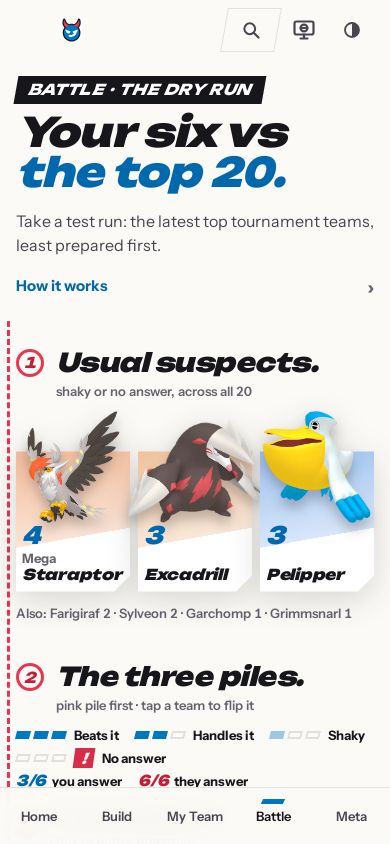 BATTLE · THE DRY RUN
Your six vs
the top 20.
Take a test run: the latest top tournament teams,
least prepared first.
How it works ›
1 Usual suspects.
shaky or no answer, across all 20
4 3 3
Mega
Staraptor Excadrill Pelipper
Also: Farigiraf 2 · Sylveon 2 · Garchomp 1 · Grimmsnarl 1
2 The three piles.
pink pile first · tap a team to flip it
Beats it Handles it Shaky
! No answer
3/6 you answer 6/6 they answer
Home Build My Team Battle Meta